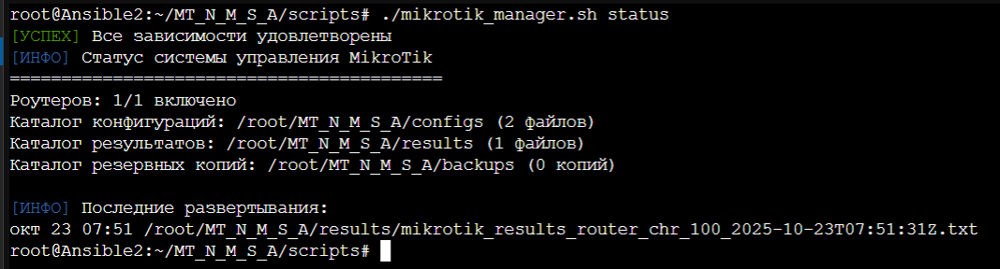 root@Ansible2:~/MT_N_M_S_A/scripts# ./mikrotik_manager.sh status
[УСПЕХ] Все зависимости удовлетворены
[ИНФО] Статус системы управления MikroTik
==========================================
Роутеров: 1/1 включено
Каталог конфигураций: /root/MT_N_M_S_A/configs (2 файлов)
Каталог результатов: /root/MT_N_M_S_A/results (1 файлов)
Каталог резервных копий: /root/MT_N_M_S_A/backups (0 копий)
[ИНФО] Последние развертывания:
окт 23 07:51 /root/MT_N_M_S_A/results/mikrotik_results_router_chr_100_2025-10-23T07:51:31Z.txt
root@Ansible2:~/MT_N_M_S_A/scripts#